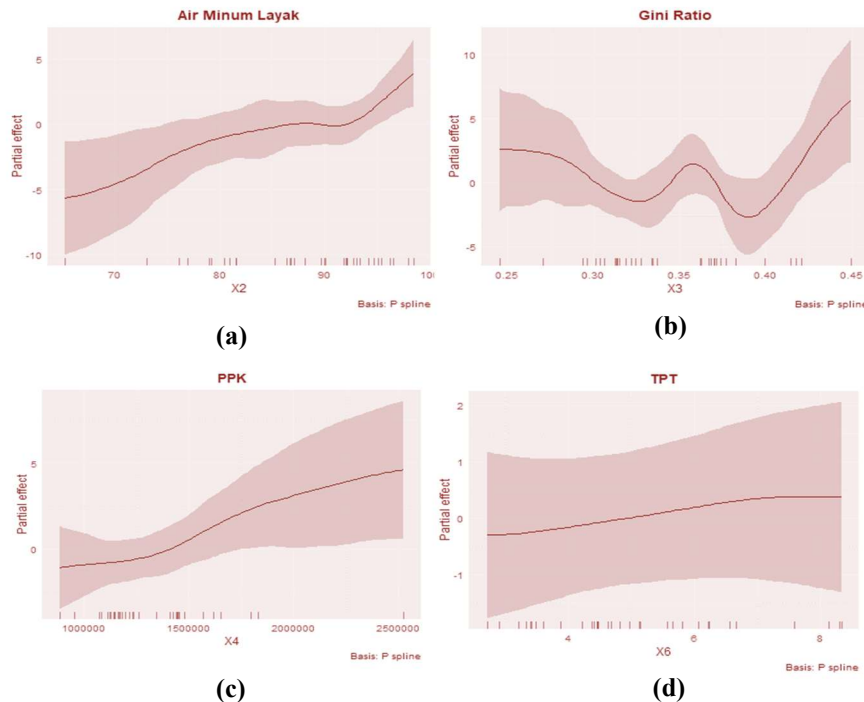 Air Minum Layak
5
0
-5
-10
Partial effect
70
80
90
100
X2
Basis: P spline
(a)
Gini Ratio
10
5
0
-5
Partial effect
0.25
0.30
0.35
0.40
0.45
X3
Basis: P spline
(b)
PPK
5
0
Partial effect
1000000
1500000
2000000
2500000
X4
Basis: P spline
(c)
TPT
2
1
0
-1
Partial effect
4
6
8
X6
Basis: P spline
(d)